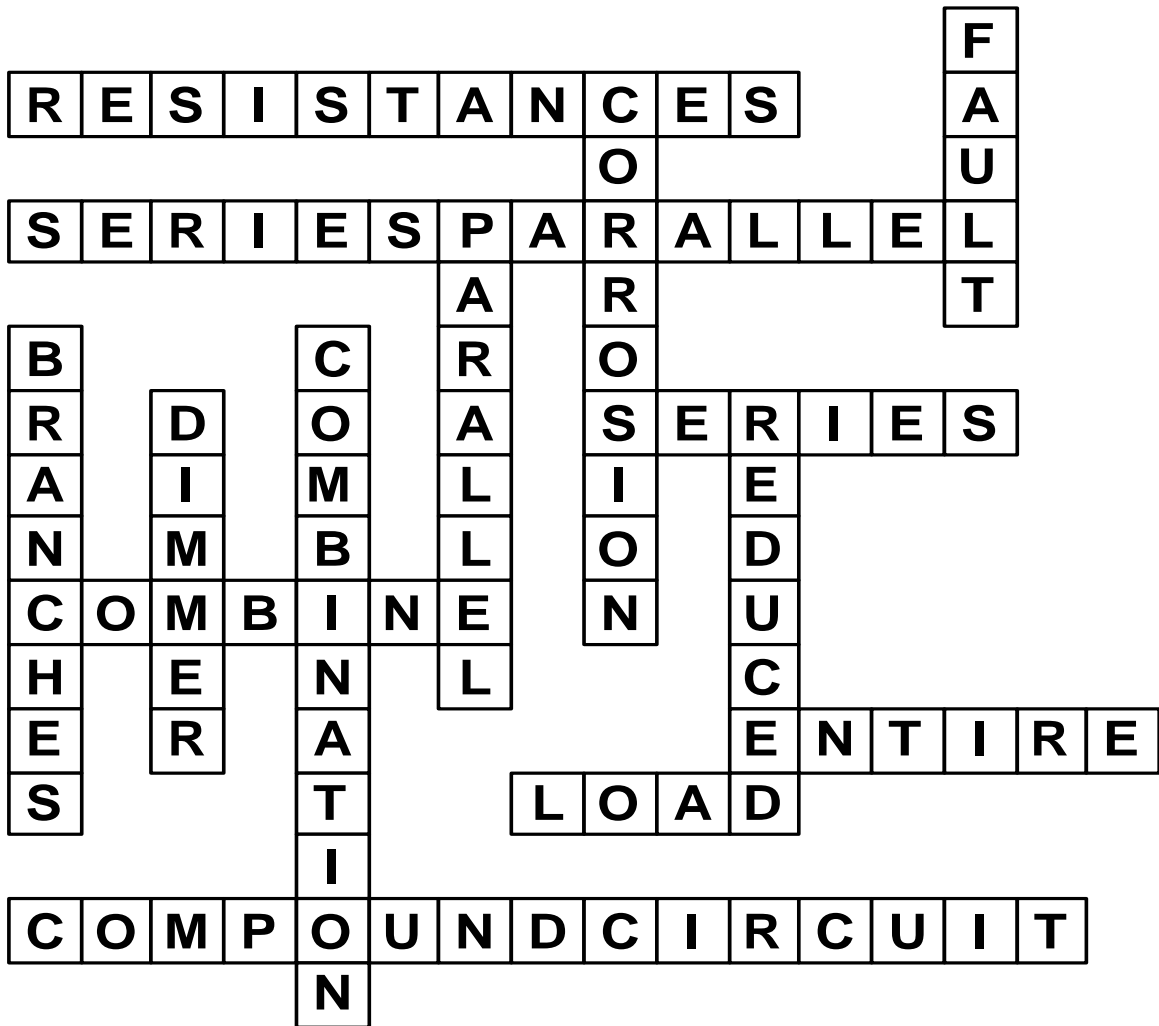 FAULT
RESISTANCES
CORROSION
SERIESPARALLEL
PARALLEL
BRANCHES
COMBINATION
DIMMER
SERIES
REDUCED
COMBINE
ENTIRE
LOAD
COMPOUNDCIRCUIT